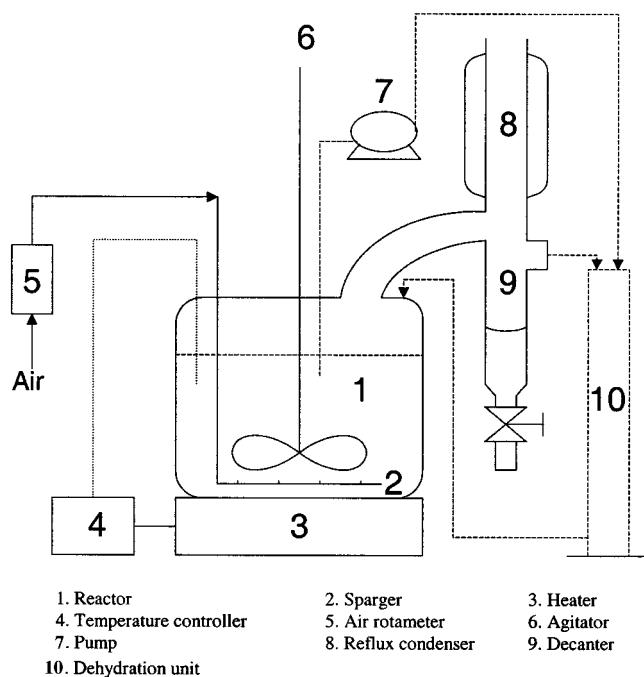 6
7
8
5
9
Air
1
10
2
4
3
1. Reactor 2. Sparger 3. Heater
4. Temperature controller 5. Air rotameter 6. Agitator
7. Pump 8. Reflux condenser 9. Decanter
10. Dehydration unit